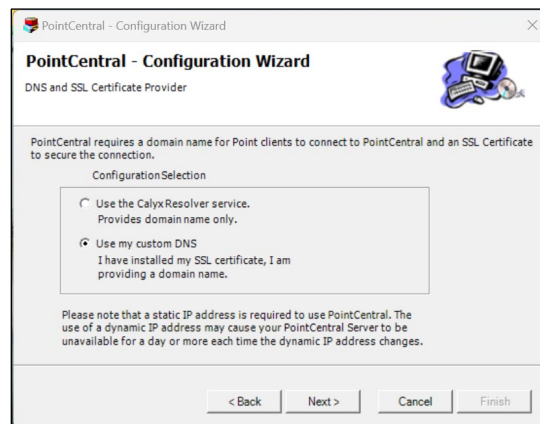 PointCentral - Configuration Wizard
PointCentral - Configuration Wizard
DNS and SSL Certificate Provider
PointCentral requires a domain name for Point clients to connect to PointCentral and an SSL Certificate
to secure the connection.
Configuration Selection
Use the Calyx Resolver service.
Provides domain name only.
Use my custom DNS
I have installed my SSL certificate, I am
providing a domain name.
Please note that a static IP address is required to use PointCentral. The
use of a dynamic IP address may cause your PointCentral Server to be
unavailable for a day or more each time the dynamic IP address changes.
< Back Next > Cancel Finish